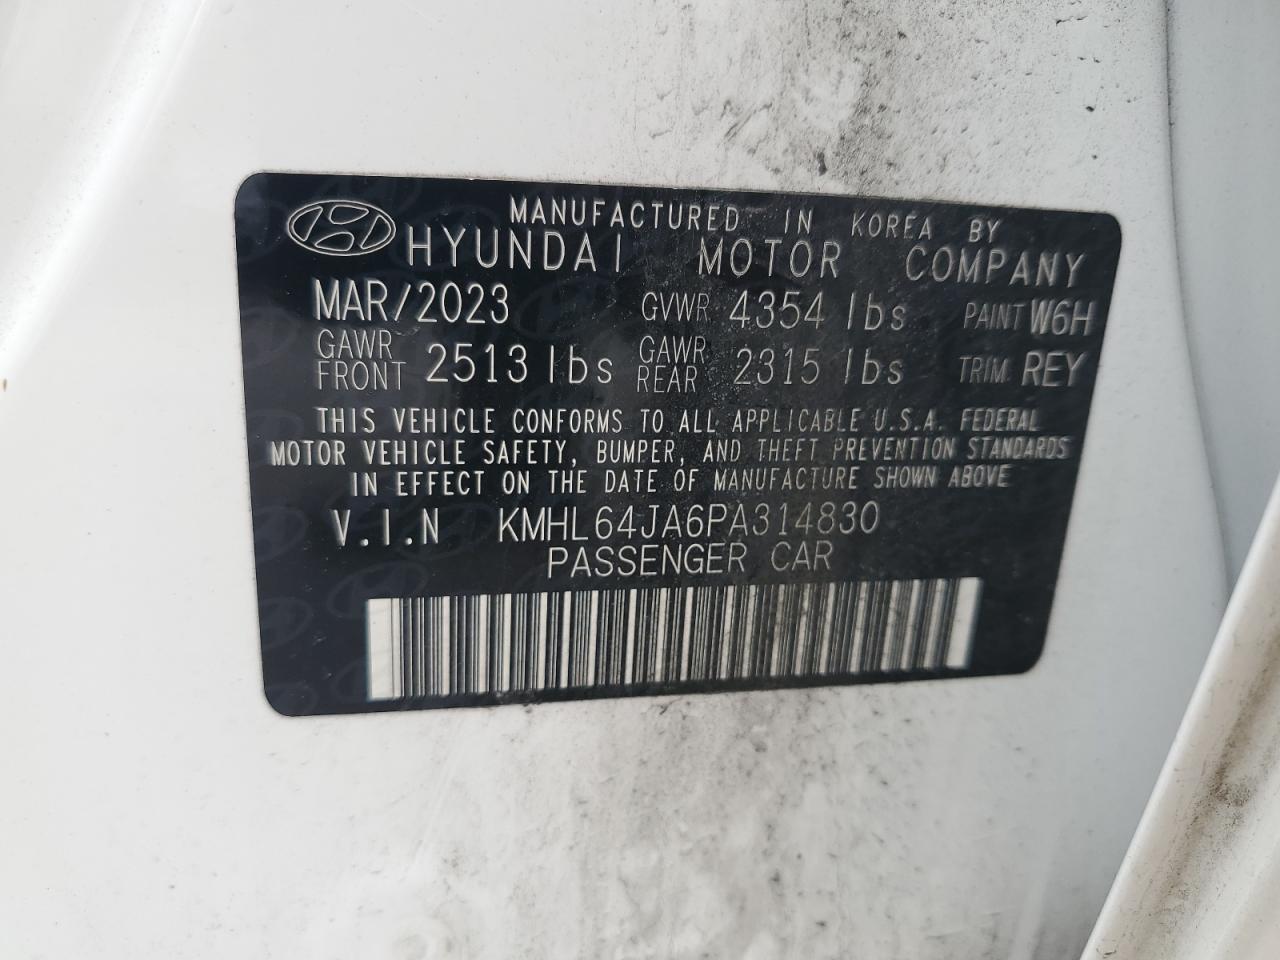 MANUFACTURED IN KOREA BY
HYUNDAI MOTOR COMPANY
MAR/2023 GVWR 4354 lbs PAINT W6H
GAWR FRONT 2513 lbs GAWR REAR 2315 lbs TRIM REY
THIS VEHICLE CONFORMS TO ALL APPLICABLE U.S.A. FEDERAL
MOTOR VEHICLE SAFETY, BUMPER, AND THEFT PREVENTION STANDARDS
IN EFFECT ON THE DATE OF MANUFACTURE SHOWN ABOVE
V.I.N KMHL64JA6PA314830
PASSENGER CAR